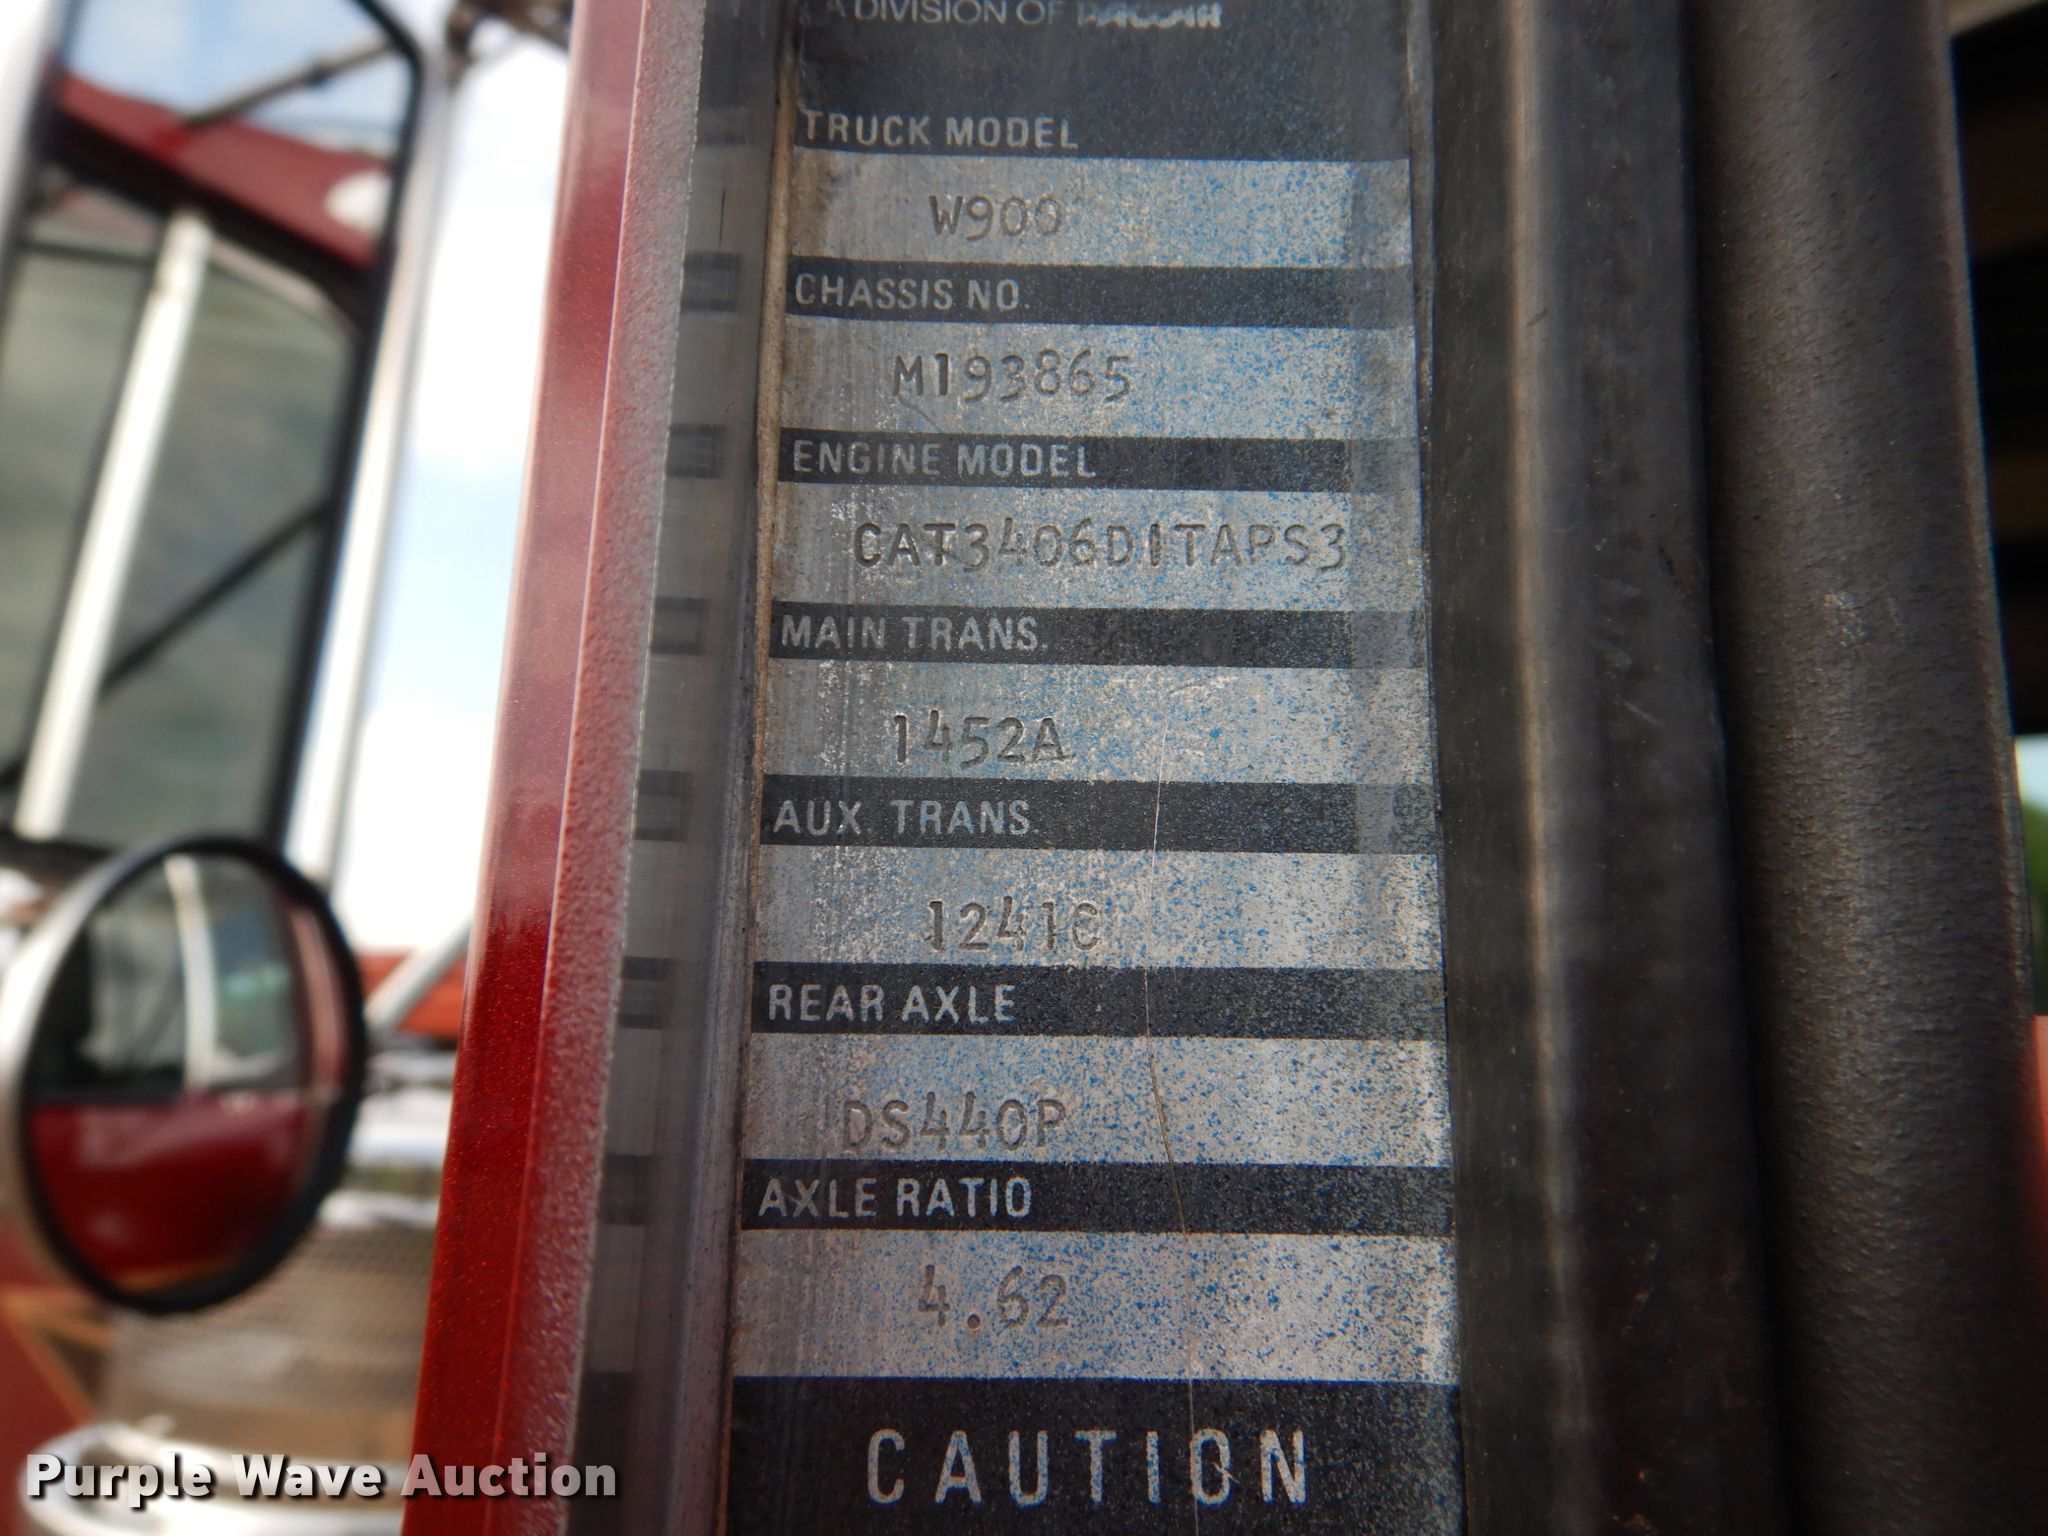 A DIVISION OF PACCAR
TRUCK MODEL
W900
CHASSIS NO.
M193865
ENGINE MODEL
CAT3406DITAPS3
MAIN TRANS.
1452A
AUX. TRANS.
1241C
REAR AXLE
DS440P
AXLE RATIO
4.62
CAUTION
Purple Wave Auction